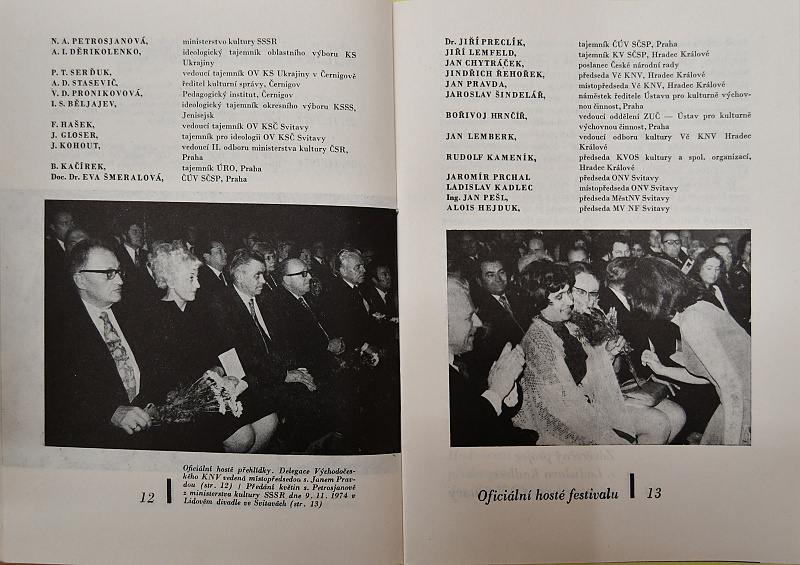 N. A. PETROSJANOVÁ, ministerstvo kultury SSSR
A. I. DĚRIKOLENKO, ideologický tajemník oblastního výboru KS
Ukrajiny
P. T. SERĎUK, vedoucí tajemník OV KS Ukrajiny v Černigově
A. D. STASEVIČ, ředitel kulturní správy, Černigov
V. D. PRONIKOVOVÁ, Pedagogický institut, Černigov
I. S. BĚLJAJEV, ideologický tajemník okresního výboru KSSS,
Jenisejsk
F. HAŠEK, vedoucí tajemník OV KSČ Svitavy
J. GLOSER, tajemník pro ideologii OV KSČ Svitavy
J. KOHOUT, vedoucí II. odboru ministerstva kultury ČSR,
Praha
B. KAČÍREK, tajemník ÚRO, Praha
Doc. Dr. EVA ŠMERALOVÁ, ČÚV SČSP, Praha
Oficiální hosté přehlídky. Delegace Východočes-
kého KNV vedená místopředsedou s. Janem Prav-
dou (str. 12) / Předání květin s. Petrosjanové
z ministerstva kultury SSSR dne 9. 11. 1974 v
Lidovém divadle ve Svitavách (str. 13)
12
Dr. JIŘÍ PRECLÍK, tajemník ČÚV SČSP, Praha
JIŘÍ LEMFELD, tajemník KV SČSP, Hradec Králové
JAN CHYTRÁČEK, poslanec České národní rady
JINDŘICH ŘEHOŘEK, předseda Vč KNV, Hradec Králové
JAN PRAVDA, místopředseda Vč KNV, Hradec Králové
JAROSLAV ŠINDELÁŘ, náměstek ředitele Ústavu pro kulturně výchov-
nou činnost, Praha
BOŘIVOJ HRNČÍŘ, vedoucí oddělení ZUČ — Ústav pro kulturně
výchovnou činnost, Praha
JAN LEMBERK, vedoucí odboru kultury Vč KNV Hradec
Králové
RUDOLF KAMENÍK, předseda KVOS kultury a spol. organizací,
Hradec Králové
JAROMÍR PRCHAL předseda ONV Svitavy
LADISLAV KADLEC místopředseda ONV Svitavy
Ing. JAN PEŠL, předseda MěstNV Svitavy
ALOIS HEJDUK, předseda MV NF Svitavy
Oficiální hosté festivalu 13